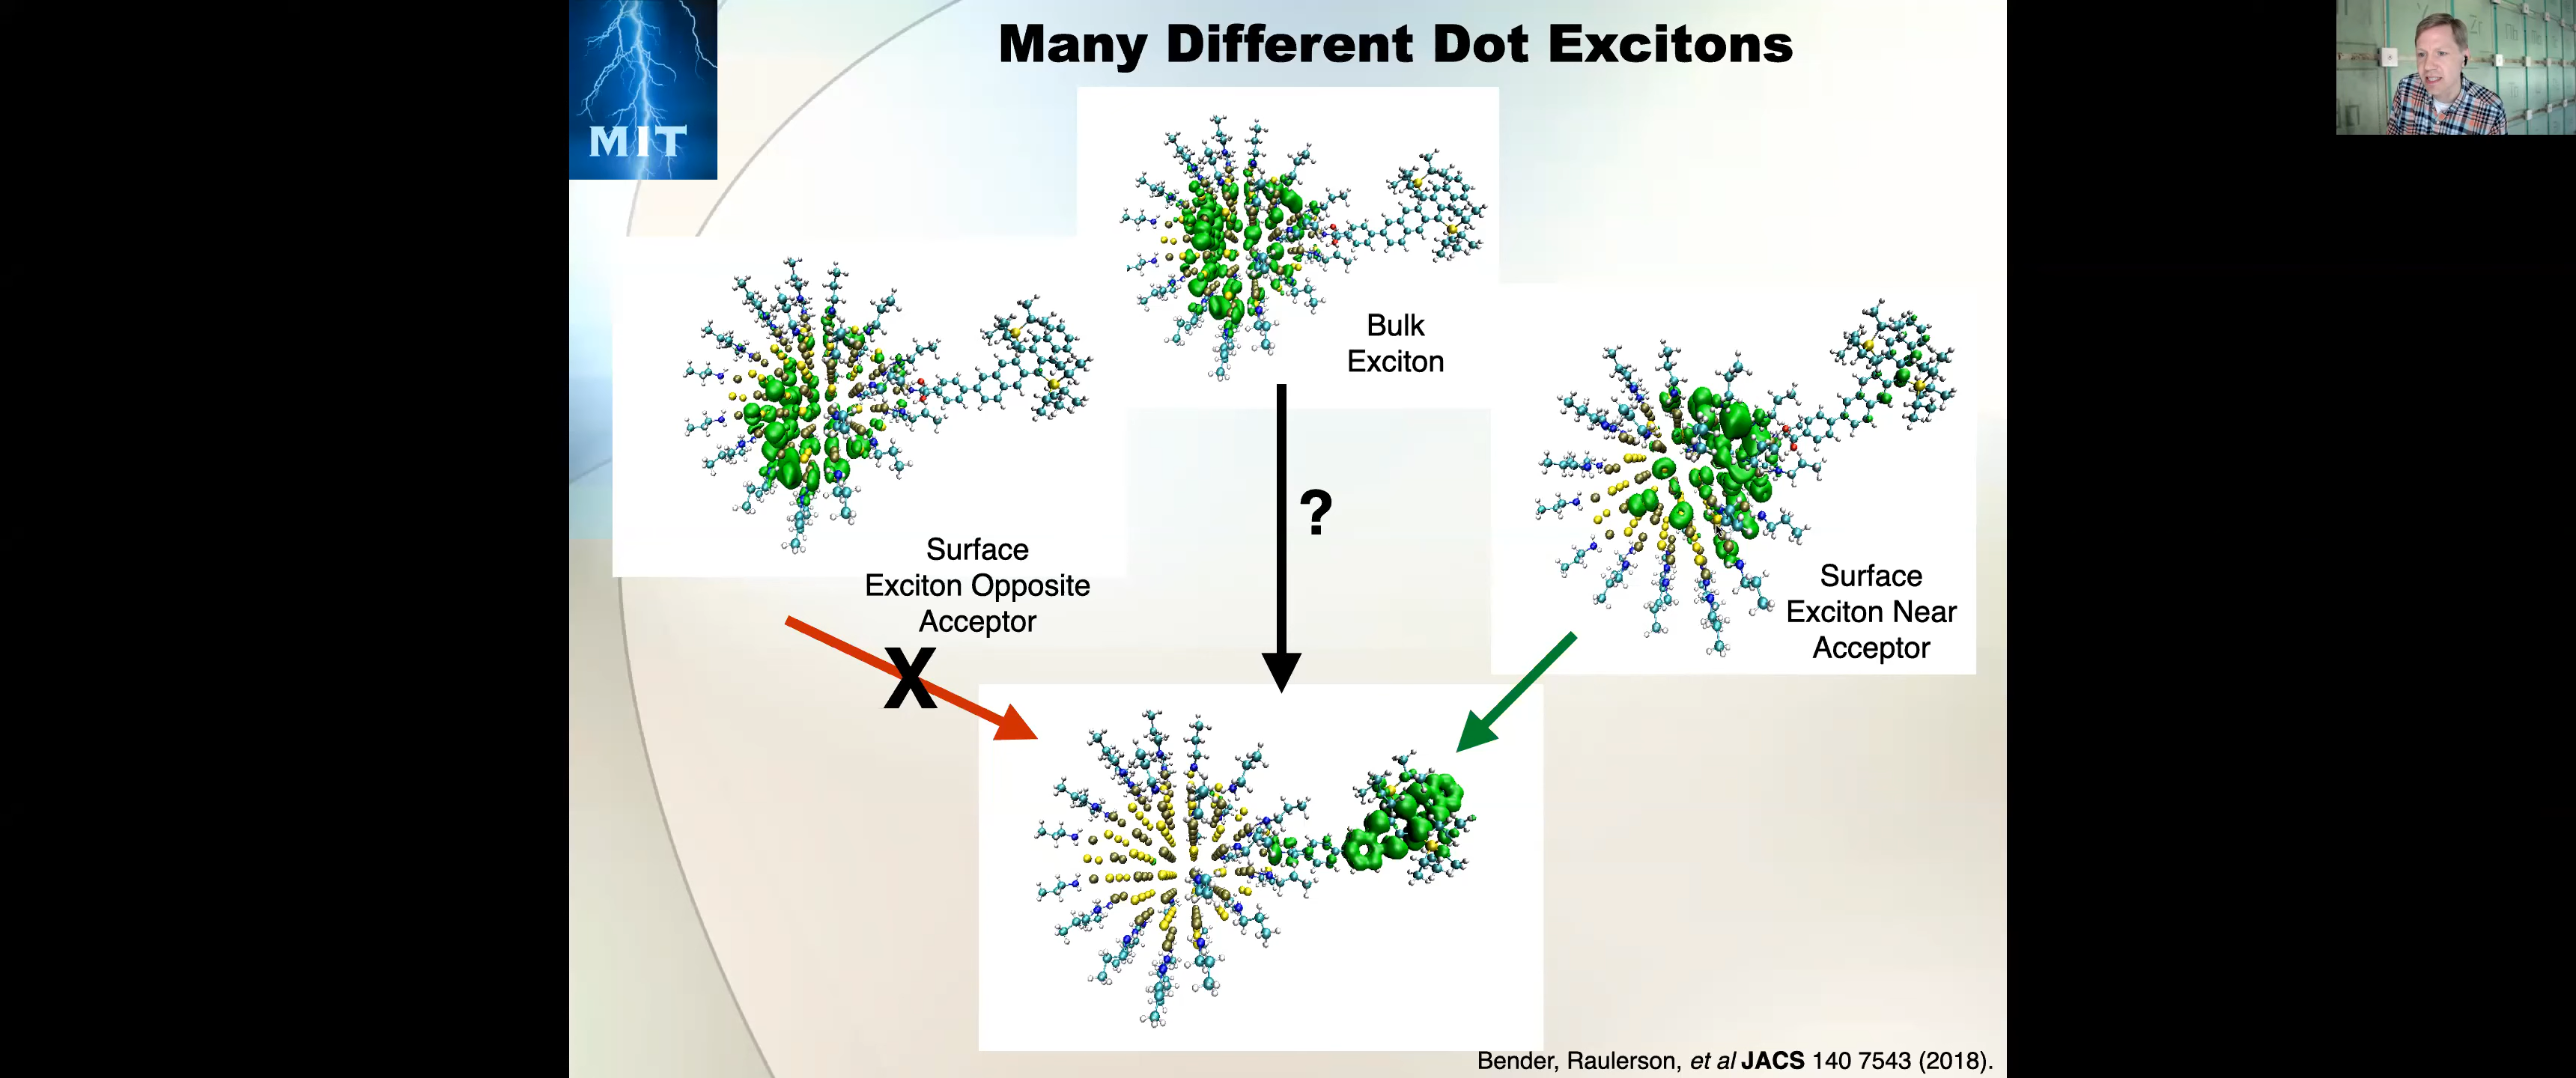 Many Different Dot Excitons
MIT
Bulk
Exciton
?
Surface
Exciton Opposite
Acceptor
X
Surface
Exciton Near
Acceptor
Bender, Raulerson, et al JACS 140 7543 (2018).